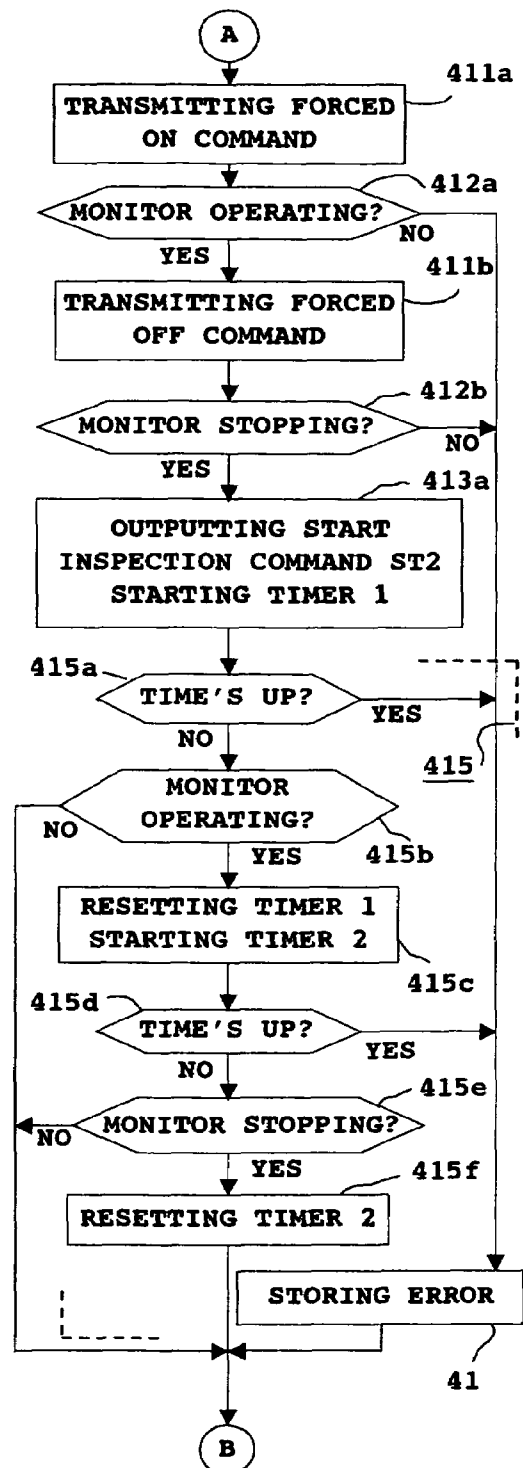 A
411a
TRANSMITTING FORCED
ON COMMAND
412a
MONITOR OPERATING?
NO
YES
411b
TRANSMITTING FORCED
OFF COMMAND
412b
MONITOR STOPPING?
NO
YES
413a
OUTPUTTING START
INSPECTION COMMAND ST2
STARTING TIMER 1
415a
TIME'S UP?
YES
NO
415
MONITOR
OPERATING?
NO
YES
415b
RESETTING TIMER 1
STARTING TIMER 2
415c
415d
TIME'S UP?
YES
NO
415e
MONITOR STOPPING?
NO
YES
415f
RESETTING TIMER 2
STORING ERROR
41
B